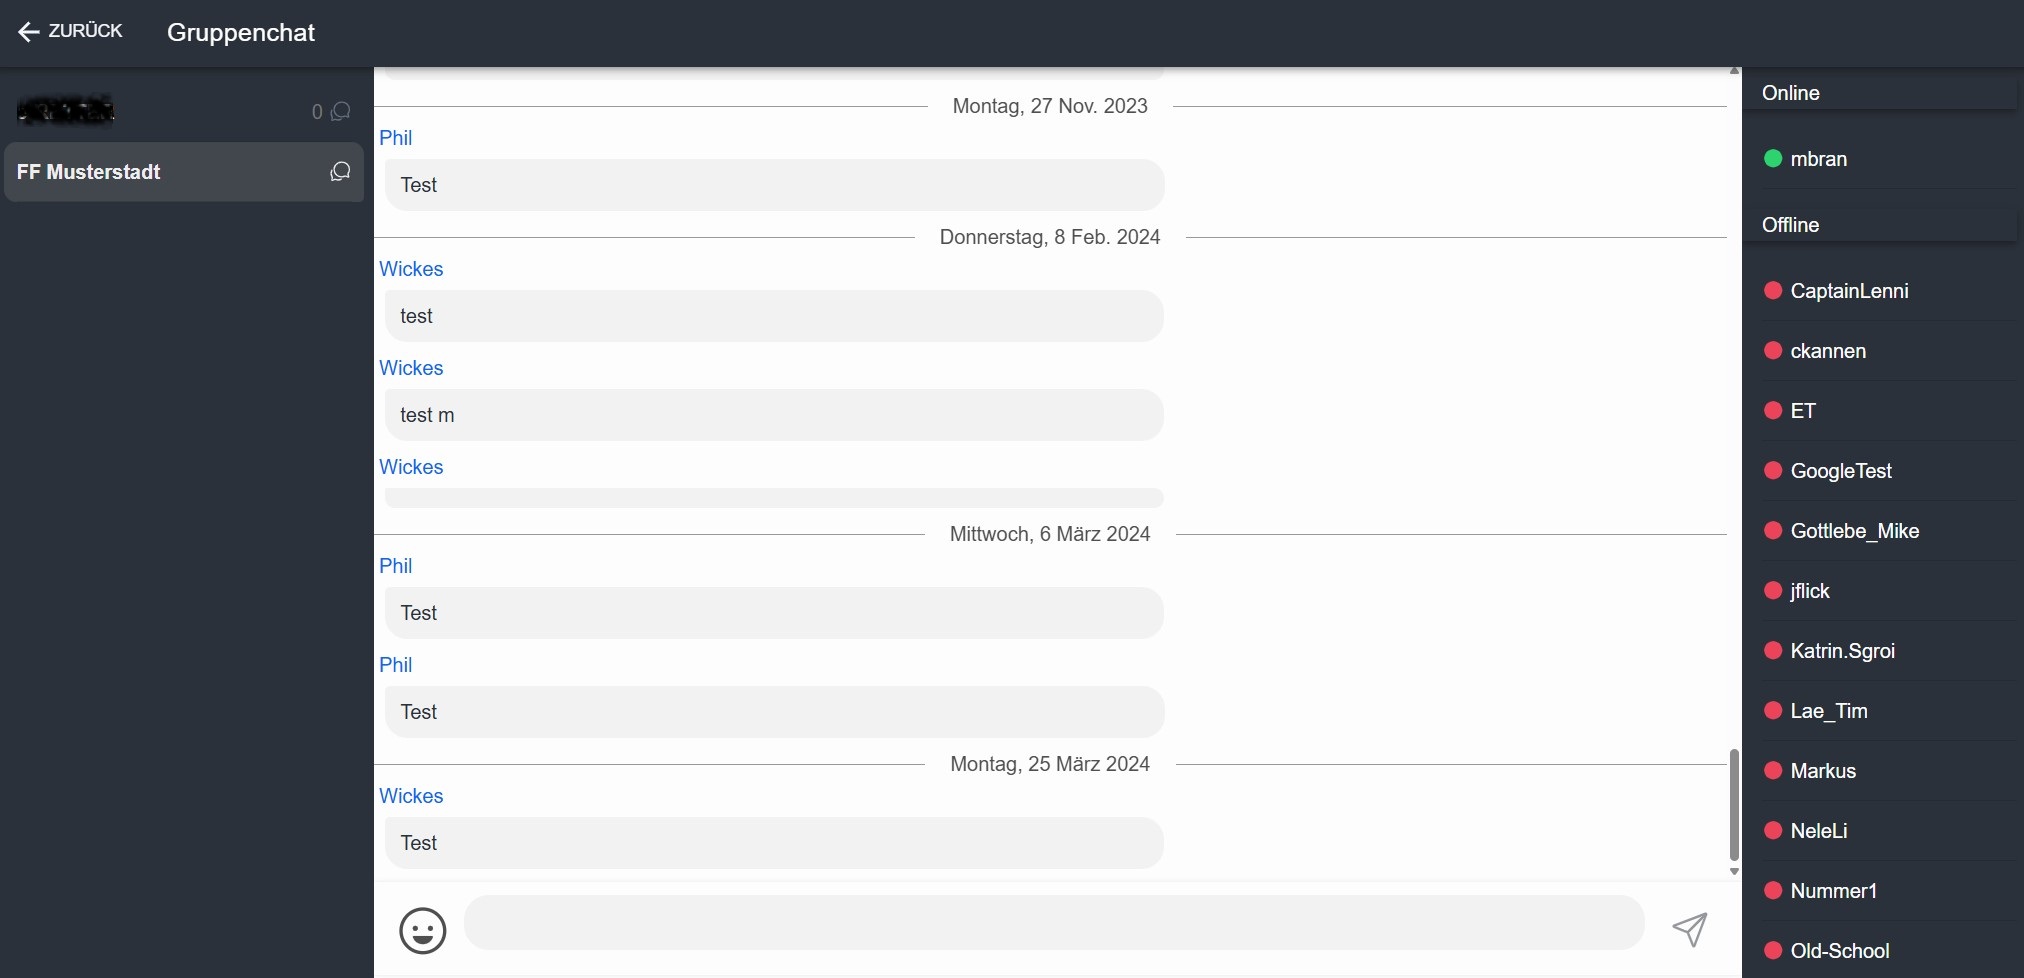 ZURÜCK
Gruppenchat
0
FF Musterstadt
Montag, 27 Nov. 2023
Phil
Test
Donnerstag, 8 Feb. 2024
Wickes
test
Wickes
test m
Wickes
Mittwoch, 6 März 2024
Phil
Test
Phil
Test
Montag, 25 März 2024
Wickes
Test
Online
mbran
Offline
CaptainLenni
ckannen
ET
GoogleTest
Gottlebe_Mike
jflick
Katrin.Sgroi
Lae_Tim
Markus
NeleLi
Nummer1
Old-School